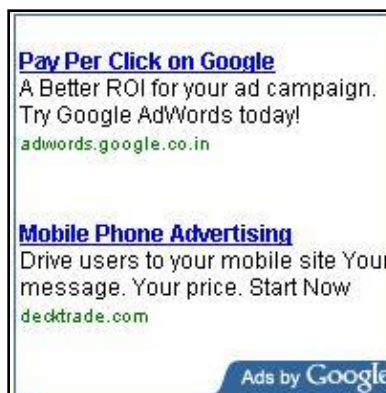 Pay Per Click on Google
A Better ROI for your ad campaign.
Try Google AdWords today!
adwords.google.co.in
Mobile Phone Advertising
Drive users to your mobile site Your
message. Your price. Start Now
decktrade.com
Ads by Google